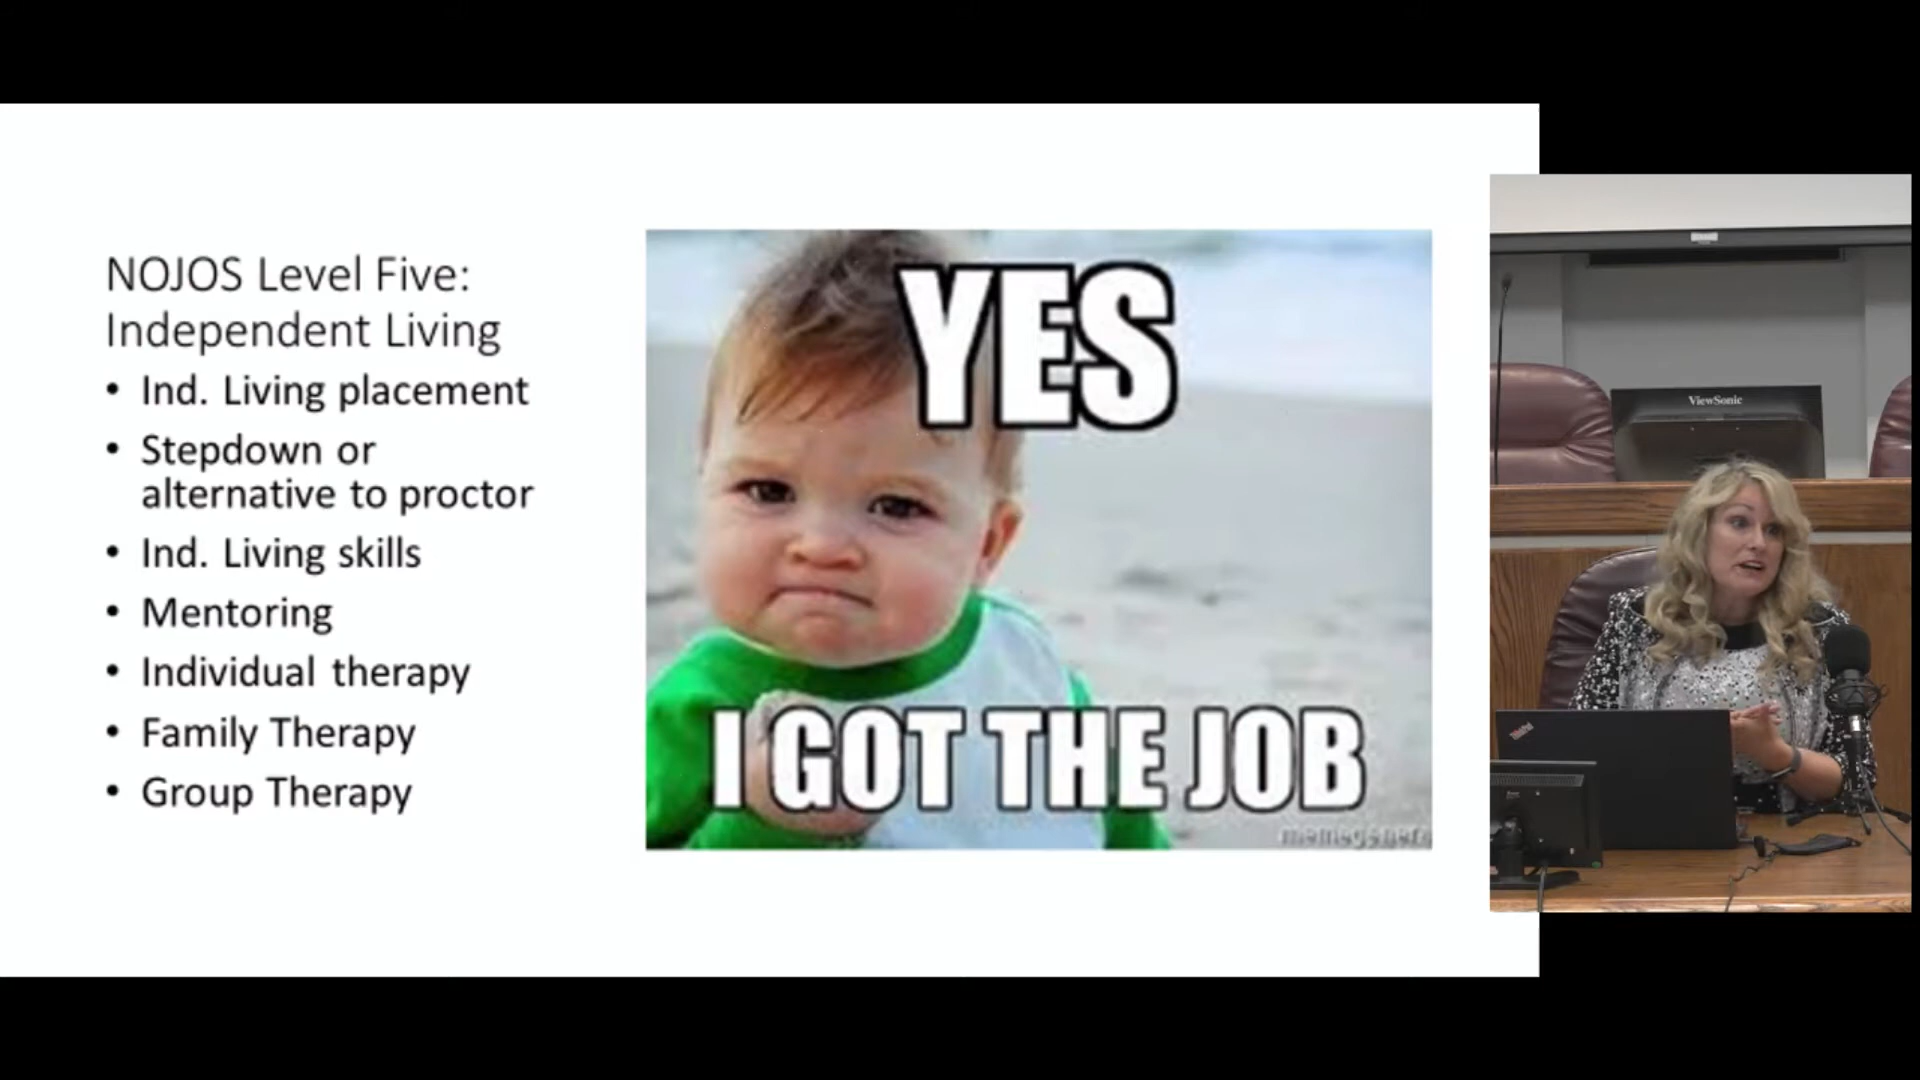 NOJOS Level Five:
Independent Living
• Ind. Living placement
• Stepdown or
alternative to proctor
• Ind. Living skills
• Mentoring
• Individual therapy
• Family Therapy
• Group Therapy
YES
I GOT THE JOB
ViewSonic
ThinkPad